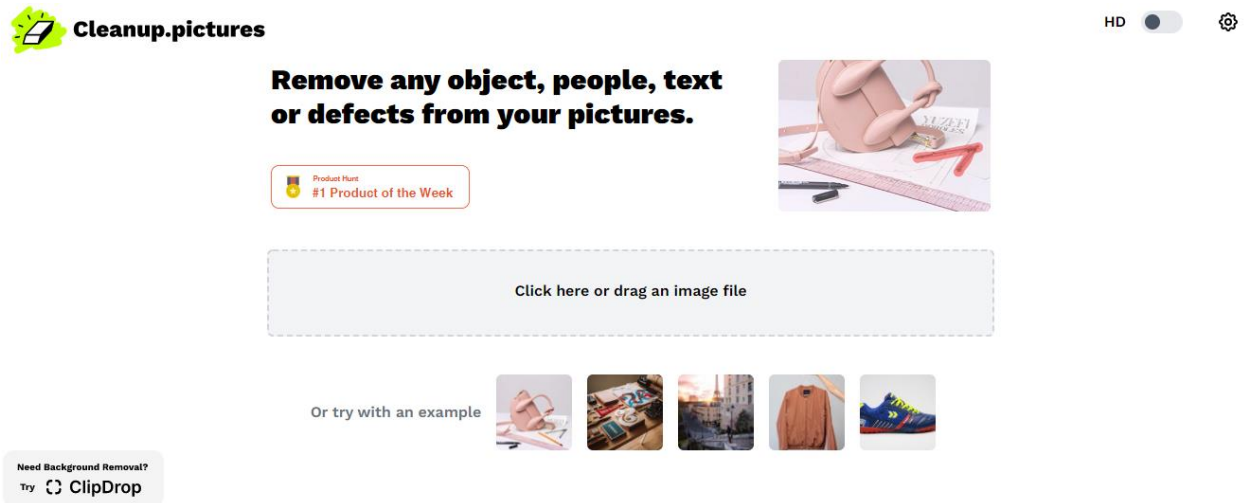 Cleanup.pictures
HD
Remove any object, people, text
or defects from your pictures.
Product Hunt
#1 Product of the Week
YUZEFI
Click here or drag an image file
Or try with an example
Need Background Removal?
Try ClipDrop